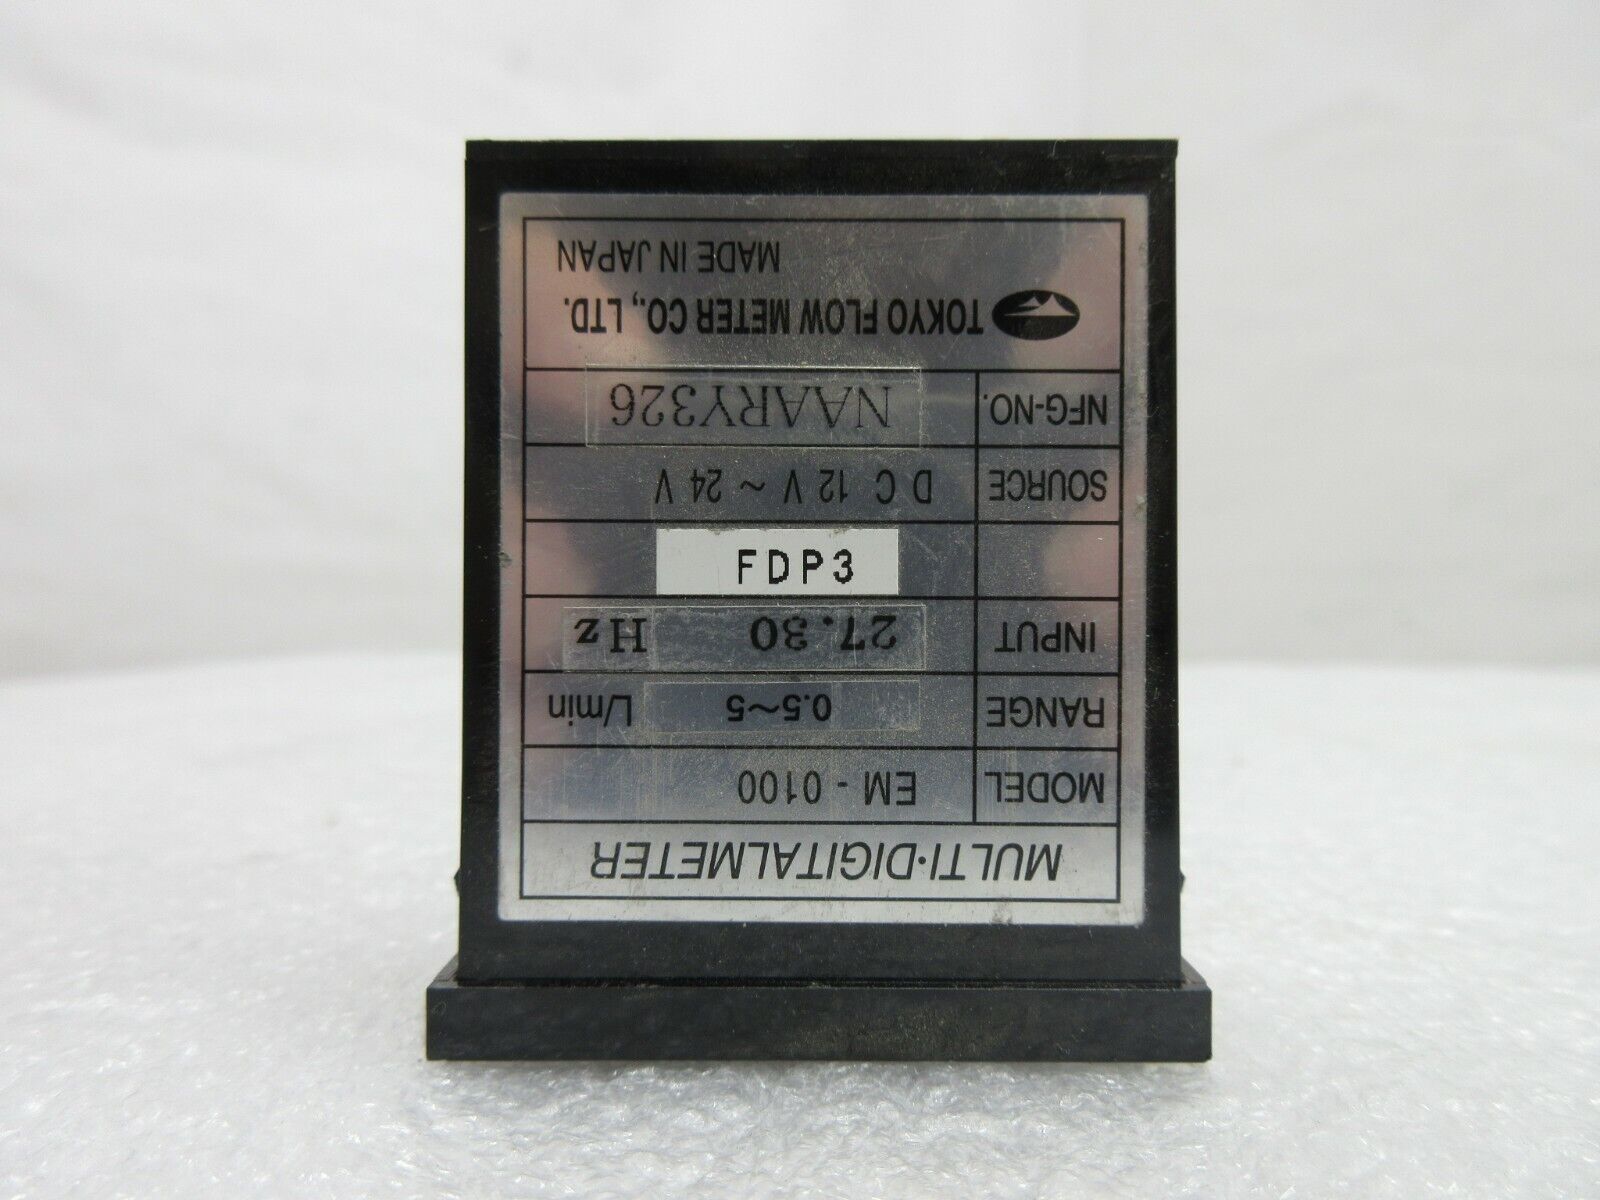 MULTI·DIGITALMETER
MODEL EM - 0100
RANGE 0.5~5 L/min
INPUT 27.30 Hz
FDP3
SOURCE DC 12V ~ 24V
NFG-NO. NAARY326
TOKYO FLOW METER CO., LTD.
MADE IN JAPAN